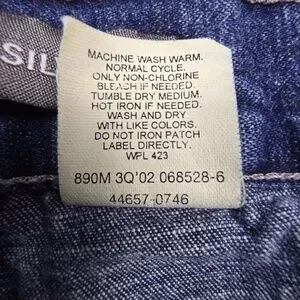 SIL
MACHINE WASH WARM.
NORMAL CYCLE.
ONLY NON-CHLORINE
BLEACH IF NEEDED.
TUMBLE DRY MEDIUM.
HOT IRON IF NEEDED.
WASH AND DRY
WITH LIKE COLORS.
DO NOT IRON PATCH
LABEL DIRECTLY.
WPL 423
890M 3Q'02 068528-6
44657-0746